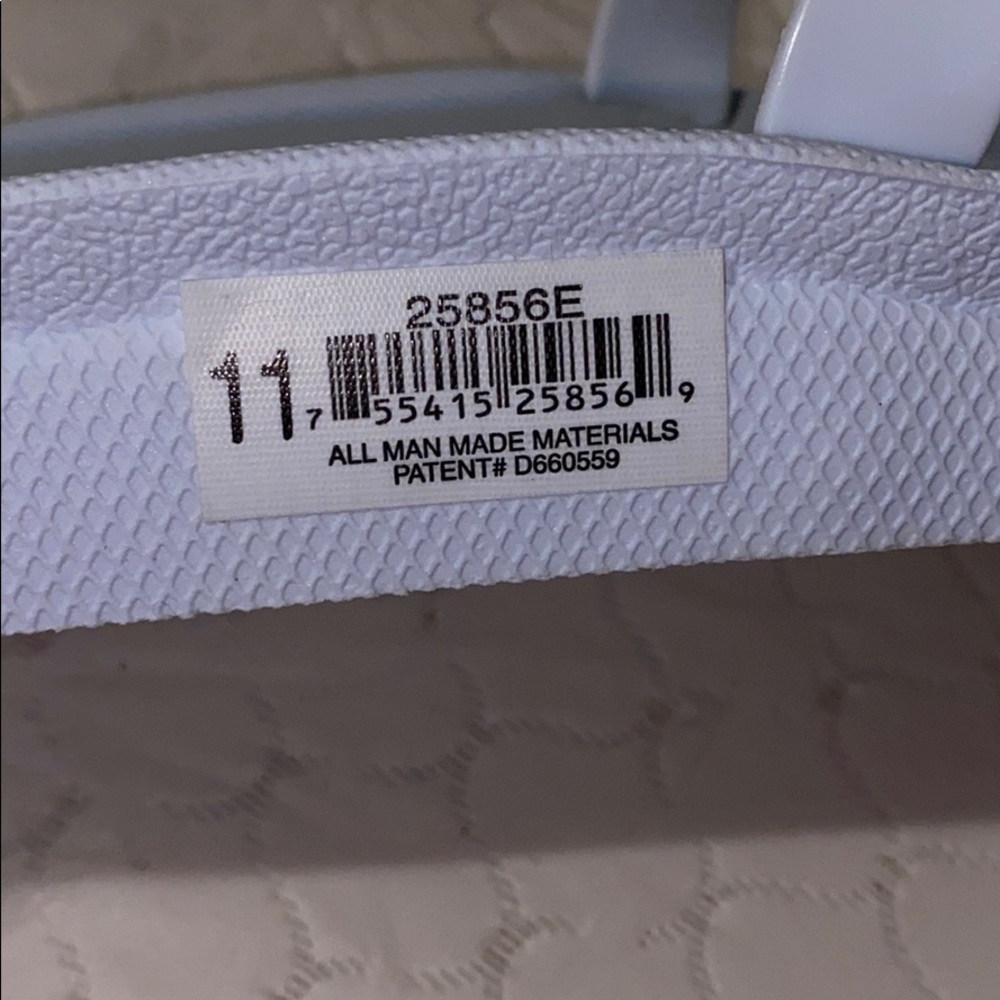 25856E
11
7 55415 25856 9
ALL MAN MADE MATERIALS
PATENT# D660559